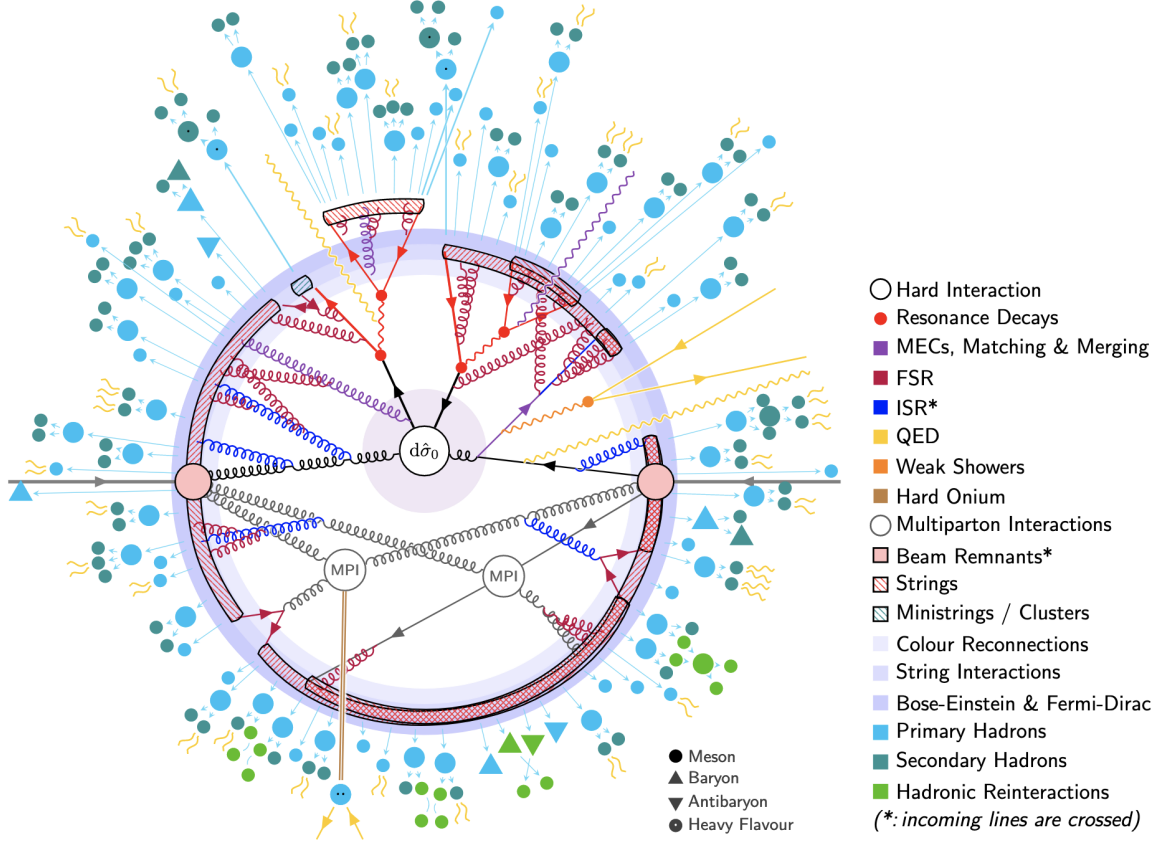 dσ̂₀
MPI
MPI
Hard Interaction
Resonance Decays
MECs, Matching & Merging
FSR
ISR*
QED
Weak Showers
Hard Onium
Multiparton Interactions
Beam Remnants*
Strings
Ministrings / Clusters
Colour Reconnections
String Interactions
Bose-Einstein & Fermi-Dirac
Primary Hadrons
Secondary Hadrons
Hadronic Reinteractions
(*: incoming lines are crossed)
Meson
Baryon
Antibaryon
Heavy Flavour